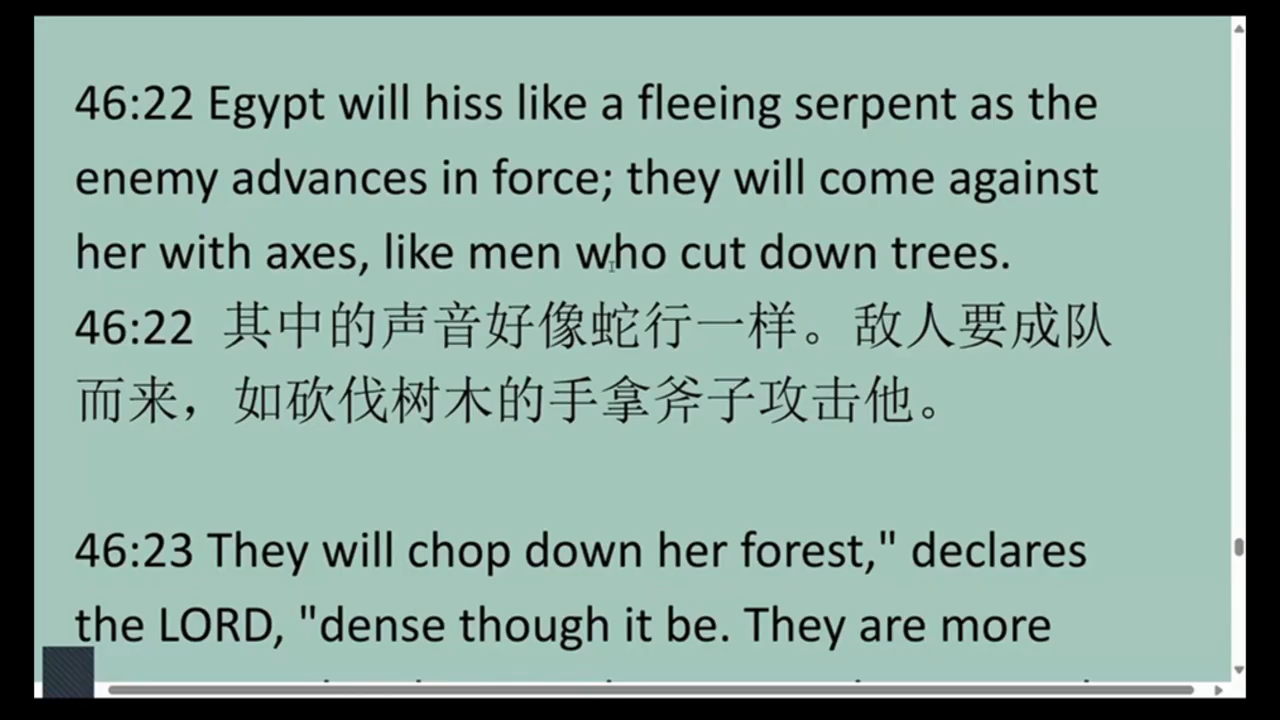 46:22 Egypt will hiss like a fleeing serpent as the
enemy advances in force; they will come against
her with axes, like men who cut down trees.
46:22 其中的声音好像蛇行一样。敌人要成队
而来，如砍伐树木的手拿斧子攻击他。
46:23 They will chop down her forest," declares
the LORD, "dense though it be. They are more